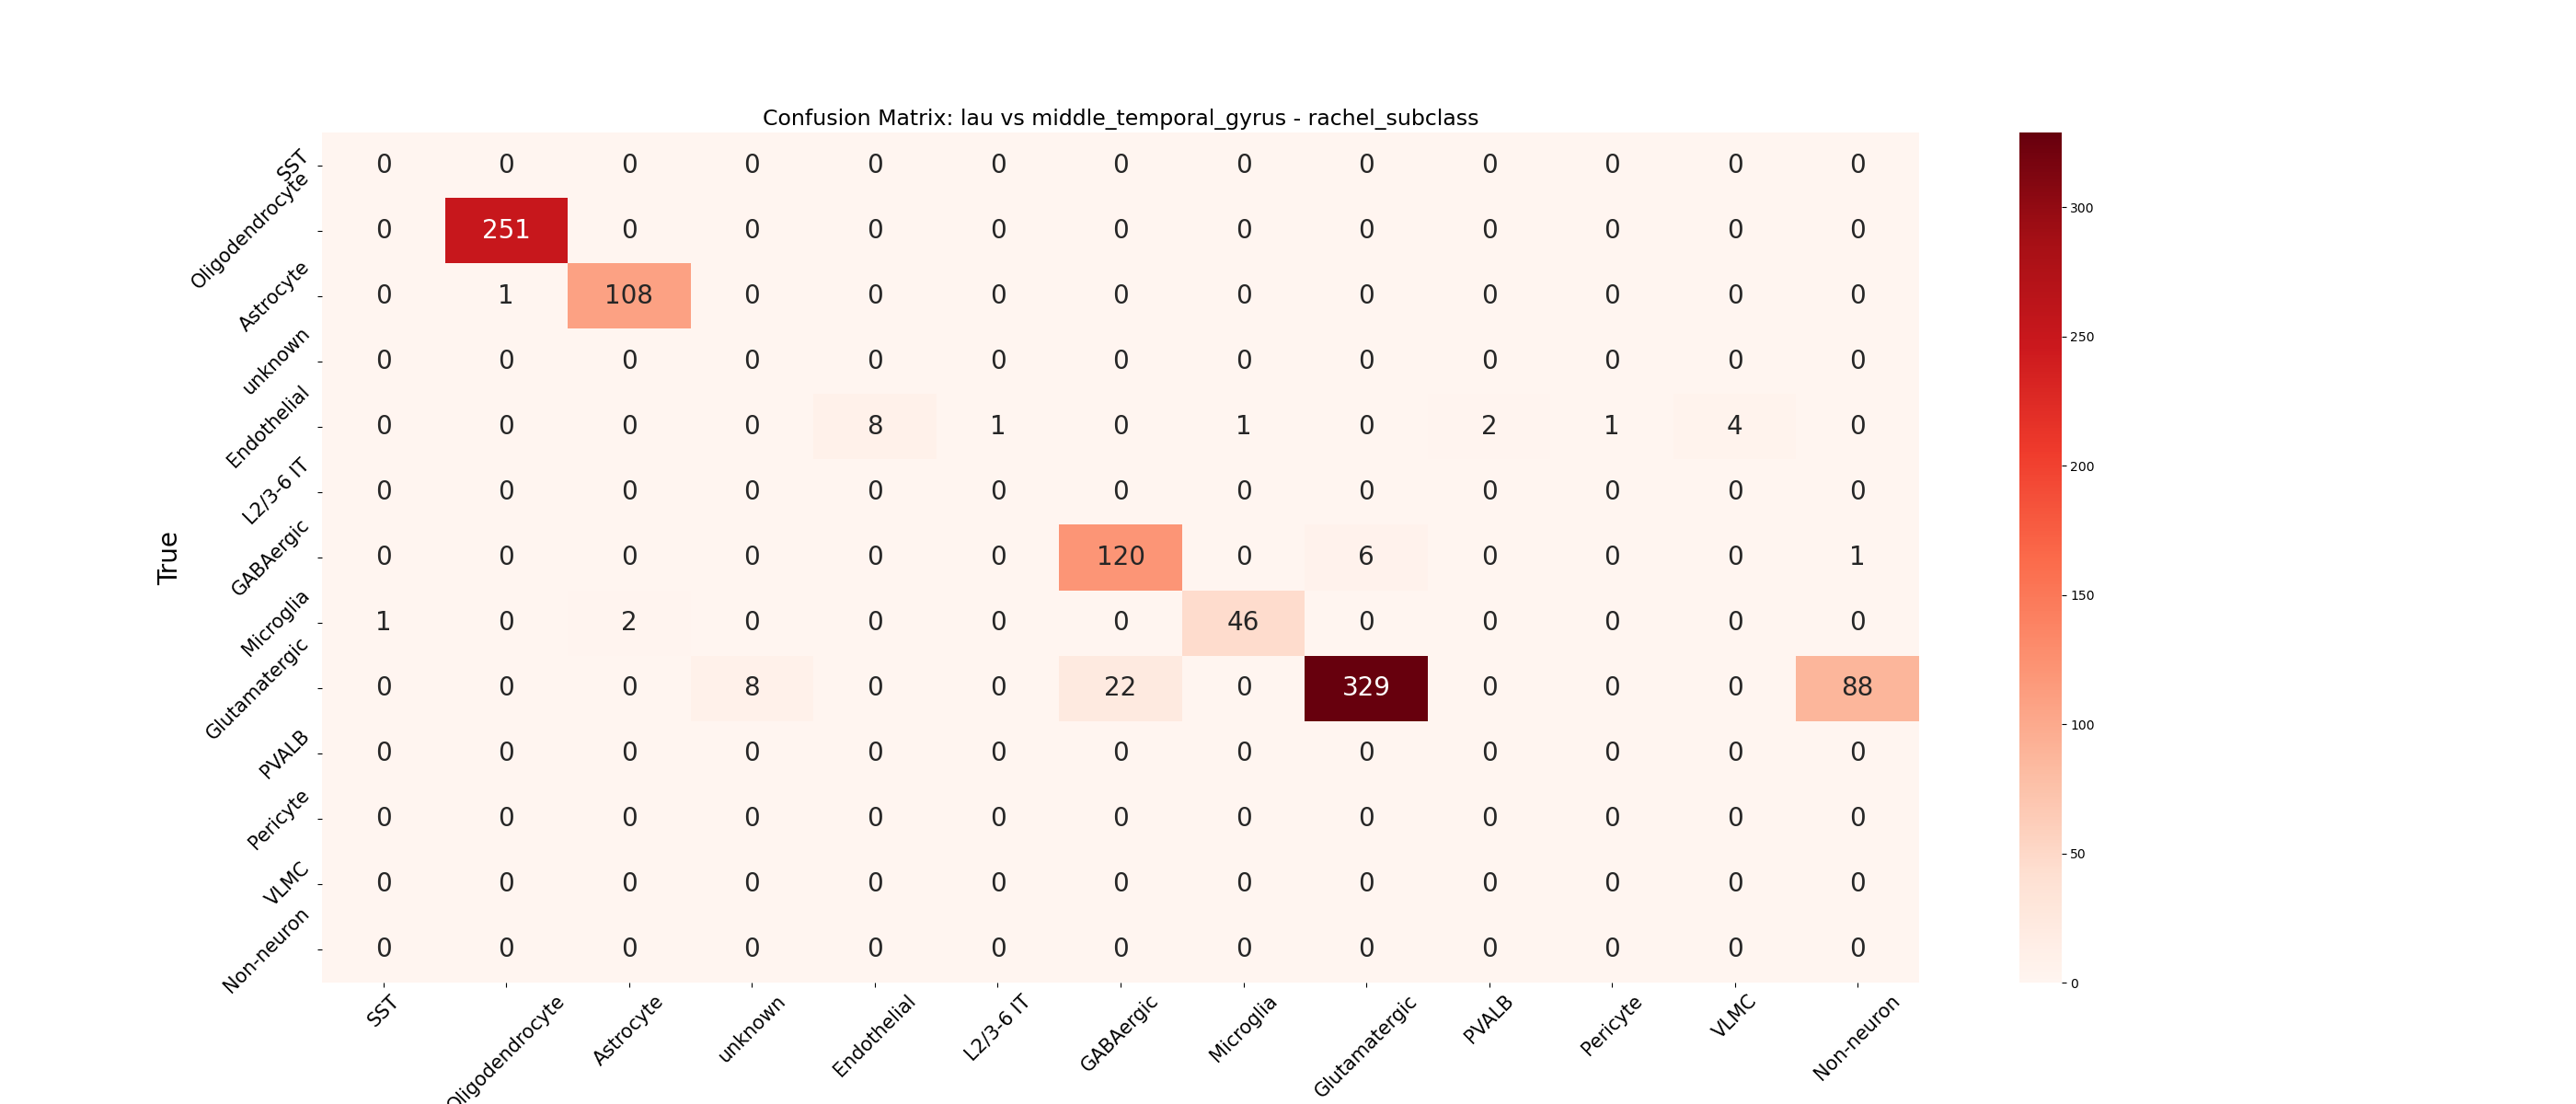 Confusion Matrix: lau vs middle_temporal_gyrus - rachel_subclass
True
SST 0 0 0 0 0 0 0 0 0 0 0 0 0
Oligodendrocyte 0 251 0 0 0 0 0 0 0 0 0 0 0
Astrocyte 0 1 108 0 0 0 0 0 0 0 0 0 0
unknown 0 0 0 0 0 0 0 0 0 0 0 0 0
Endothelial 0 0 0 0 8 1 0 1 0 2 1 4 0
L2/3-6 IT 0 0 0 0 0 0 0 0 0 0 0 0 0
GABAergic 0 0 0 0 0 0 120 0 6 0 0 0 1
Microglia 1 0 2 0 0 0 0 46 0 0 0 0 0
Glutamatergic 0 0 0 8 0 0 22 0 329 0 0 0 88
PVALB 0 0 0 0 0 0 0 0 0 0 0 0 0
Pericyte 0 0 0 0 0 0 0 0 0 0 0 0 0
VLMC 0 0 0 0 0 0 0 0 0 0 0 0 0
Non-neuron 0 0 0 0 0 0 0 0 0 0 0 0 0
SST Oligodendrocyte Astrocyte unknown Endothelial L2/3-6 IT GABAergic Microglia Glutamatergic PVALB Pericyte VLMC Non-neuron
300
250
200
150
100
50
0